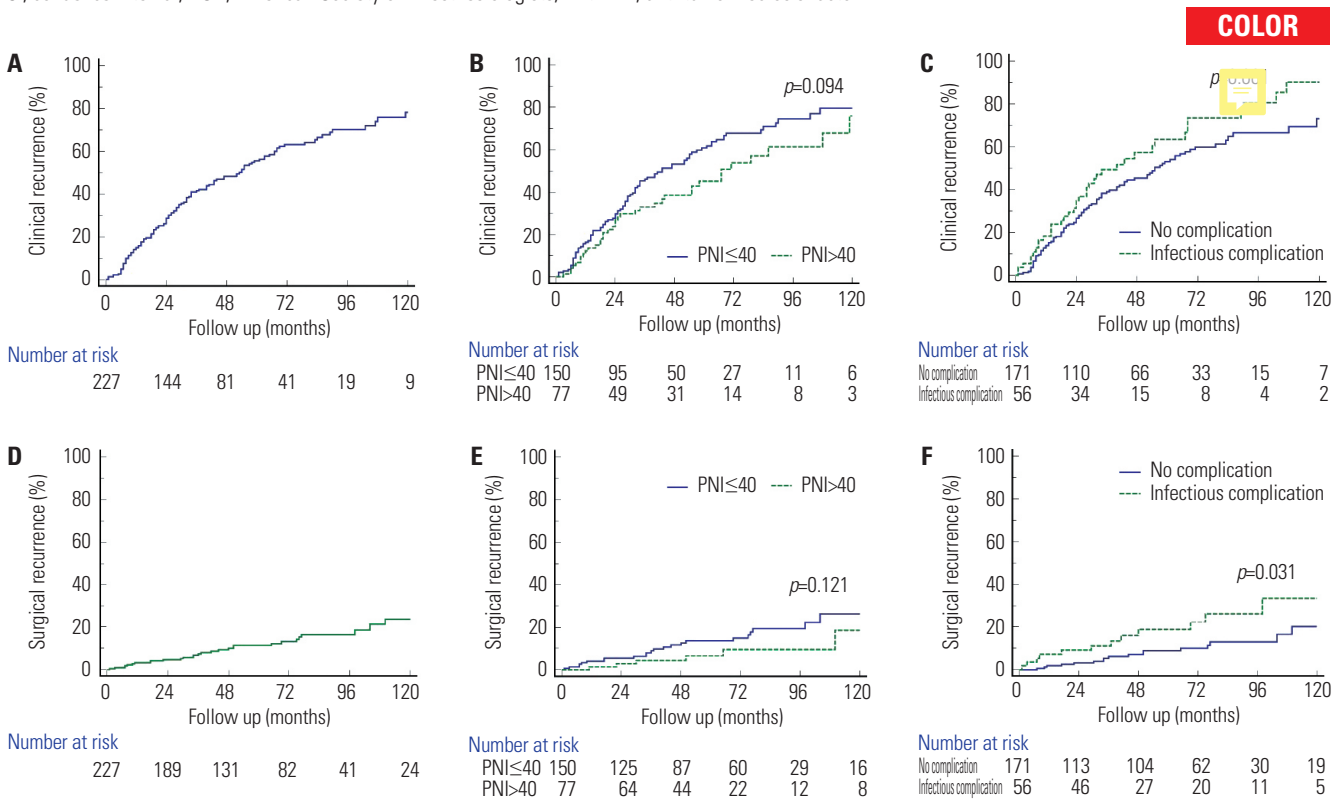 COLOR
A
100
80
60
40
20
0
Clinical recurrence (%)
0 24 48 72 96 120
Follow up (months)
Number at risk
227 144 81 41 19 9
B
100
80
60
40
20
0
Clinical recurrence (%)
p=0.094
PNI≤40 PNI>40
0 24 48 72 96 120
Follow up (months)
Number at risk
PNI≤40 150 95 50 27 11 6
PNI>40 77 49 31 14 8 3
C
100
80
60
40
20
0
Clinical recurrence (%)
p
No complication
Infectious complication
0 24 48 72 96 120
Follow up (months)
Number at risk
No complication 171 110 66 33 15 7
Infectious complication 56 34 15 8 4 2
D
100
80
60
40
20
0
Surgical recurrence (%)
0 24 48 72 96 120
Follow up (months)
Number at risk
227 189 131 82 41 24
E
100
80
60
40
20
0
Surgical recurrence (%)
PNI≤40 PNI>40
p=0.121
0 24 48 72 96 120
Follow up (months)
Number at risk
PNI≤40 150 125 87 60 29 16
PNI>40 77 64 44 22 12 8
F
100
80
60
40
20
0
Surgical recurrence (%)
No complication
Infectious complication
p=0.031
0 24 48 72 96 120
Follow up (months)
Number at risk
No complication 171 113 104 62 30 19
Infectious complication 56 46 27 20 11 5